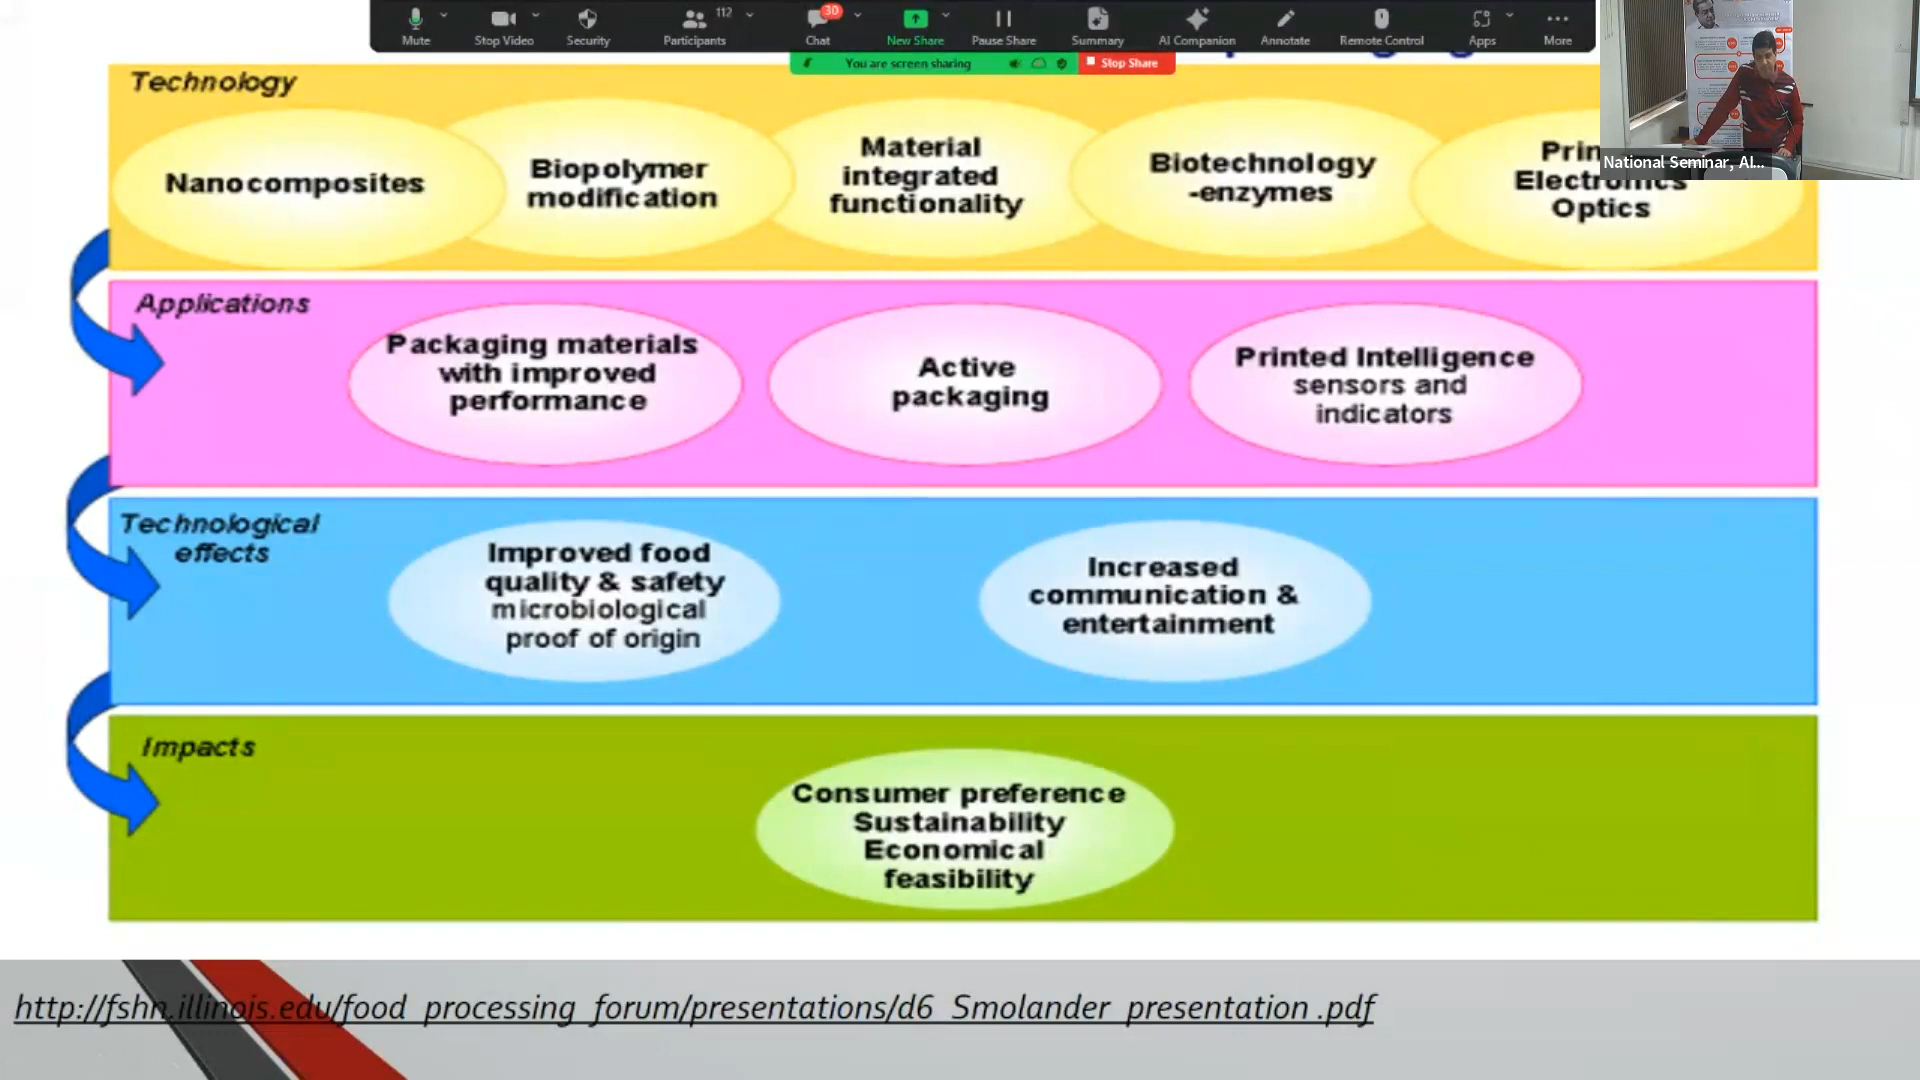 Mute
Stop Video
Security
Participants
112
Chat
30
New Share
Pause Share
Summary
AI Companion
Annotate
Remote Control
Apps
More
You are screen sharing
Stop Share
National Seminar, AI...
Technology
Nanocomposites
Biopolymer
modification
Material
integrated
functionality
Biotechnology
-enzymes
Electronics
Optics
Applications
Packaging materials
with improved
performance
Active
packaging
Printed Intelligence
sensors and
indicators
Technological
effects
Improved food
quality & safety
microbiological
proof of origin
Increased
communication &
entertainment
Impacts
Consumer preference
Sustainability
Economical
feasibility
http://fshn.illinois.edu/food_processing_forum/presentations/d6_Smolander_presentation .pdf